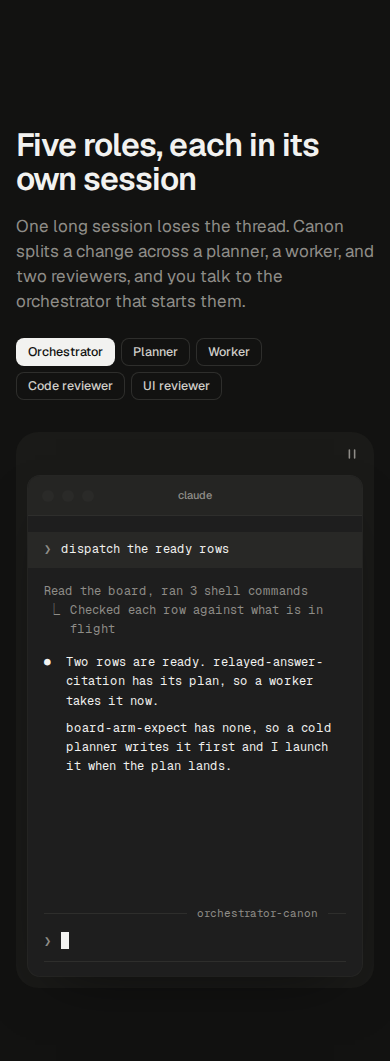 Five roles, each in its
own session
One long session loses the thread. Canon
splits a change across a planner, a worker, and
two reviewers, and you talk to the
orchestrator that starts them.
Orchestrator
Planner
Worker
Code reviewer
UI reviewer
claude
❯ dispatch the ready rows
Read the board, ran 3 shell commands
⎿ Checked each row against what is in
flight
● Two rows are ready. relayed-answer-
citation has its plan, so a worker
takes it now.
board-arm-expect has none, so a cold
planner writes it first and I launch
it when the plan lands.
orchestrator-canon
❯